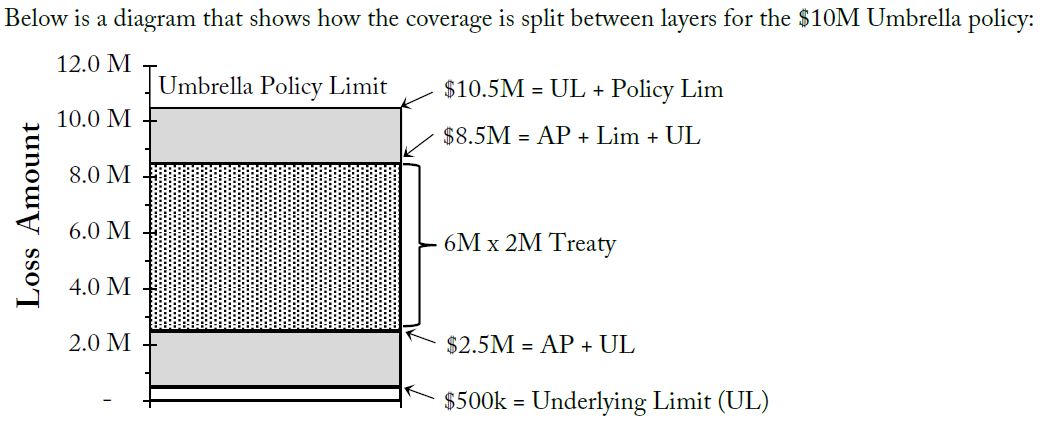 Below is a diagram that shows how the coverage is split between layers for the $10M Umbrella policy:
12.0 M
Umbrella Policy Limit
$10.5M = UL + Policy Lim
10.0 M
$8.5M = AP + Lim + UL
8.0 M
6.0 M
6M x 2M Treaty
Loss Amount
4.0 M
2.0 M
$2.5M = AP + UL
-
$500k = Underlying Limit (UL)